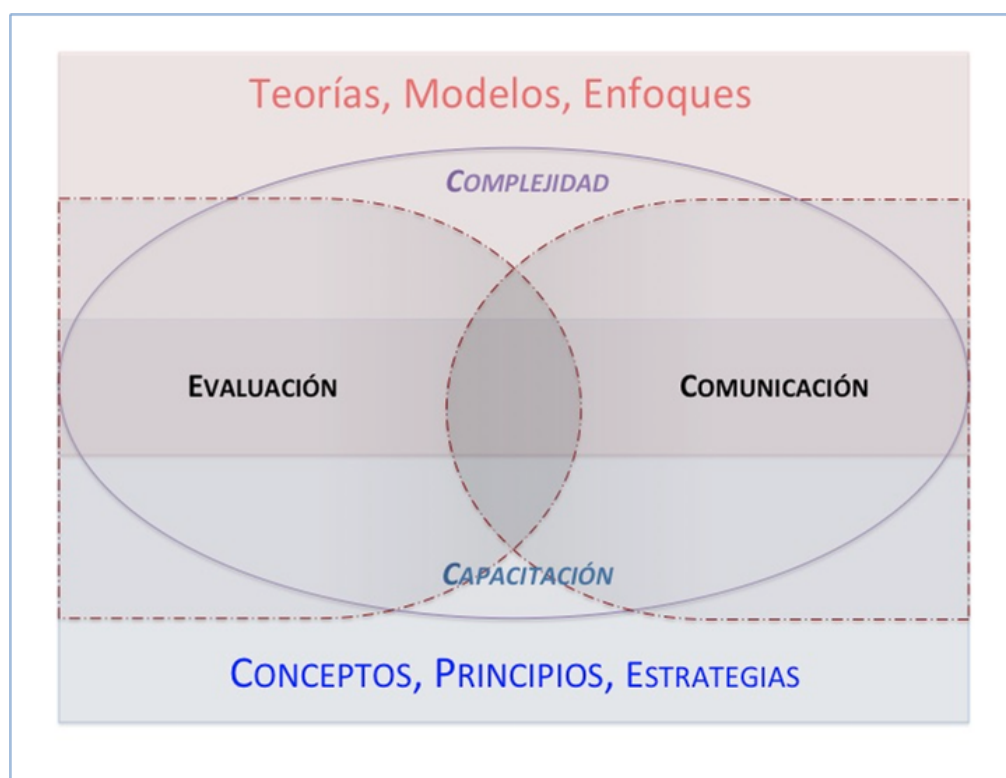 Teorías, Modelos, Enfoques
COMPLEJIDAD
EVALUACIÓN
COMUNICACIÓN
CAPACITACIÓN
CONCEPTOS, PRINCIPIOS, ESTRATEGIAS